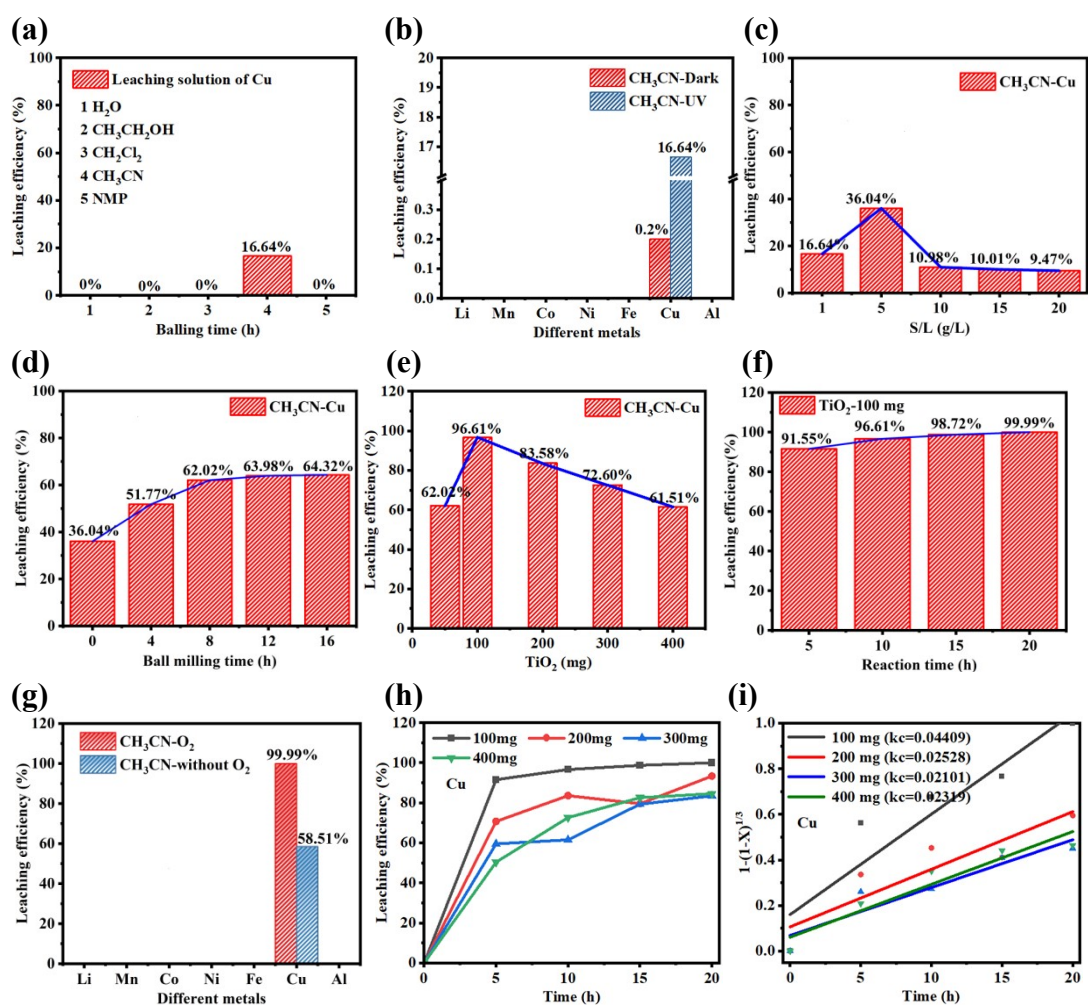 (a)
Leaching efficiency (%)
100
80
60
40
20
0
Leaching solution of Cu
1 H₂O
2 CH₃CH₂OH
3 CH₂Cl₂
4 CH₃CN
5 NMP
0%
0%
0%
16.64%
0%
1 2 3 4 5
Balling time (h)
(b)
Leaching efficiency (%)
20
19
18
17
0.3
0.2
0.1
0.0
CH₃CN-Dark
CH₃CN-UV
16.64%
0.2%
Li Mn Co Ni Fe Cu Al
Different metals
(c)
Leaching efficiency (%)
100
80
60
40
20
0
CH₃CN-Cu
16.64%
36.04%
10.98%
10.01%
9.47%
1 5 10 15 20
S/L (g/L)
(d)
Leaching efficiency (%)
100
80
60
40
20
0
CH₃CN-Cu
36.04%
51.77%
62.02%
63.98%
64.32%
0 4 8 12 16
Ball milling time (h)
(e)
Leaching efficiency (%)
120
100
80
60
40
20
0
CH₃CN-Cu
62.02%
96.61%
83.58%
72.60%
61.51%
100 200 300 400
TiO₂ (mg)
(f)
Leaching efficiency (%)
120
100
80
60
40
20
0
TiO₂-100 mg
91.55%
96.61%
98.72%
99.99%
5 10 15 20
Reaction time (h)
(g)
Leaching efficiency (%)
120
100
80
60
40
20
0
CH₃CN-O₂
CH₃CN-without O₂
99.99%
58.51%
Li Mn Co Ni Fe Cu Al
Different metals
(h)
Leaching efficiency (%)
120
100
80
60
40
20
0
100mg 200mg 300mg
400mg
Cu
0 5 10 15 20
Time (h)
(i)
1-(1-X)^1/3
1.0
0.8
0.6
0.4
0.2
0.0
100 mg (kc=0.04409)
200 mg (kc=0.02528)
300 mg (kc=0.02101)
400 mg (kc=0.02319)
Cu
0 5 10 15 20
Time (h)